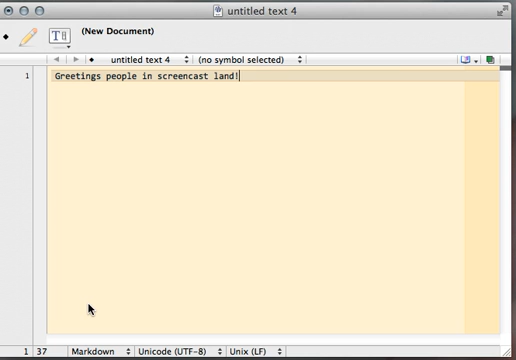 untitled text 4
(New Document)
untitled text 4 (no symbol selected)
1 Greetings people in screencast land!
1 37 Markdown Unicode (UTF-8) Unix (LF)